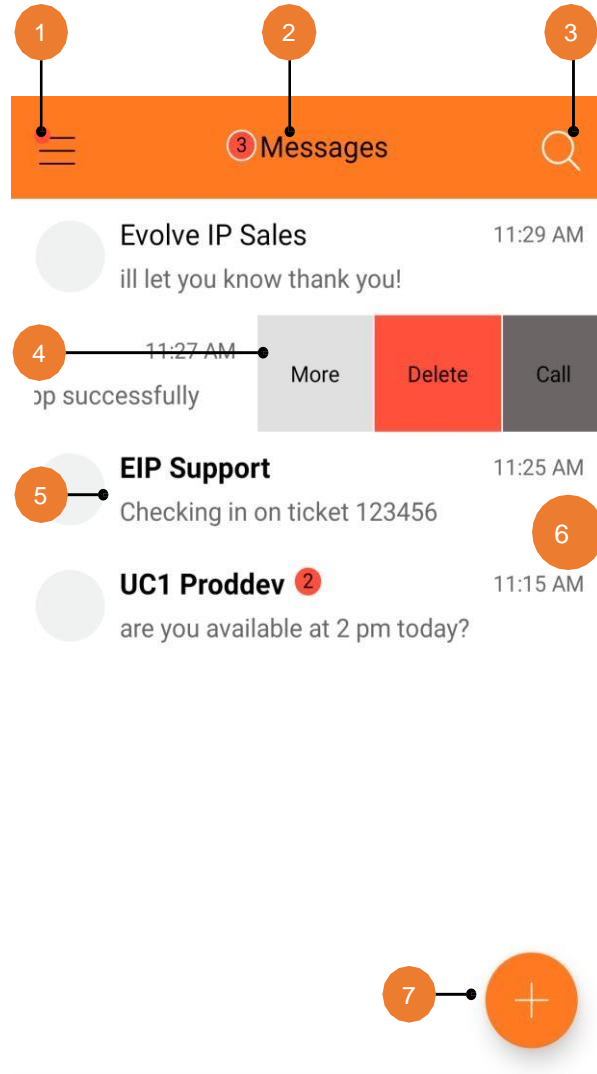 1 2 3
3 Messages
Evolve IP Sales 11:29 AM
ill let you know thank you!
4 11:27 AM More Delete Call
pp successfully
EIP Support 11:25 AM
5 Checking in on ticket 123456
6
UC1 Proddev 2 11:15 AM
are you available at 2 pm today?
7